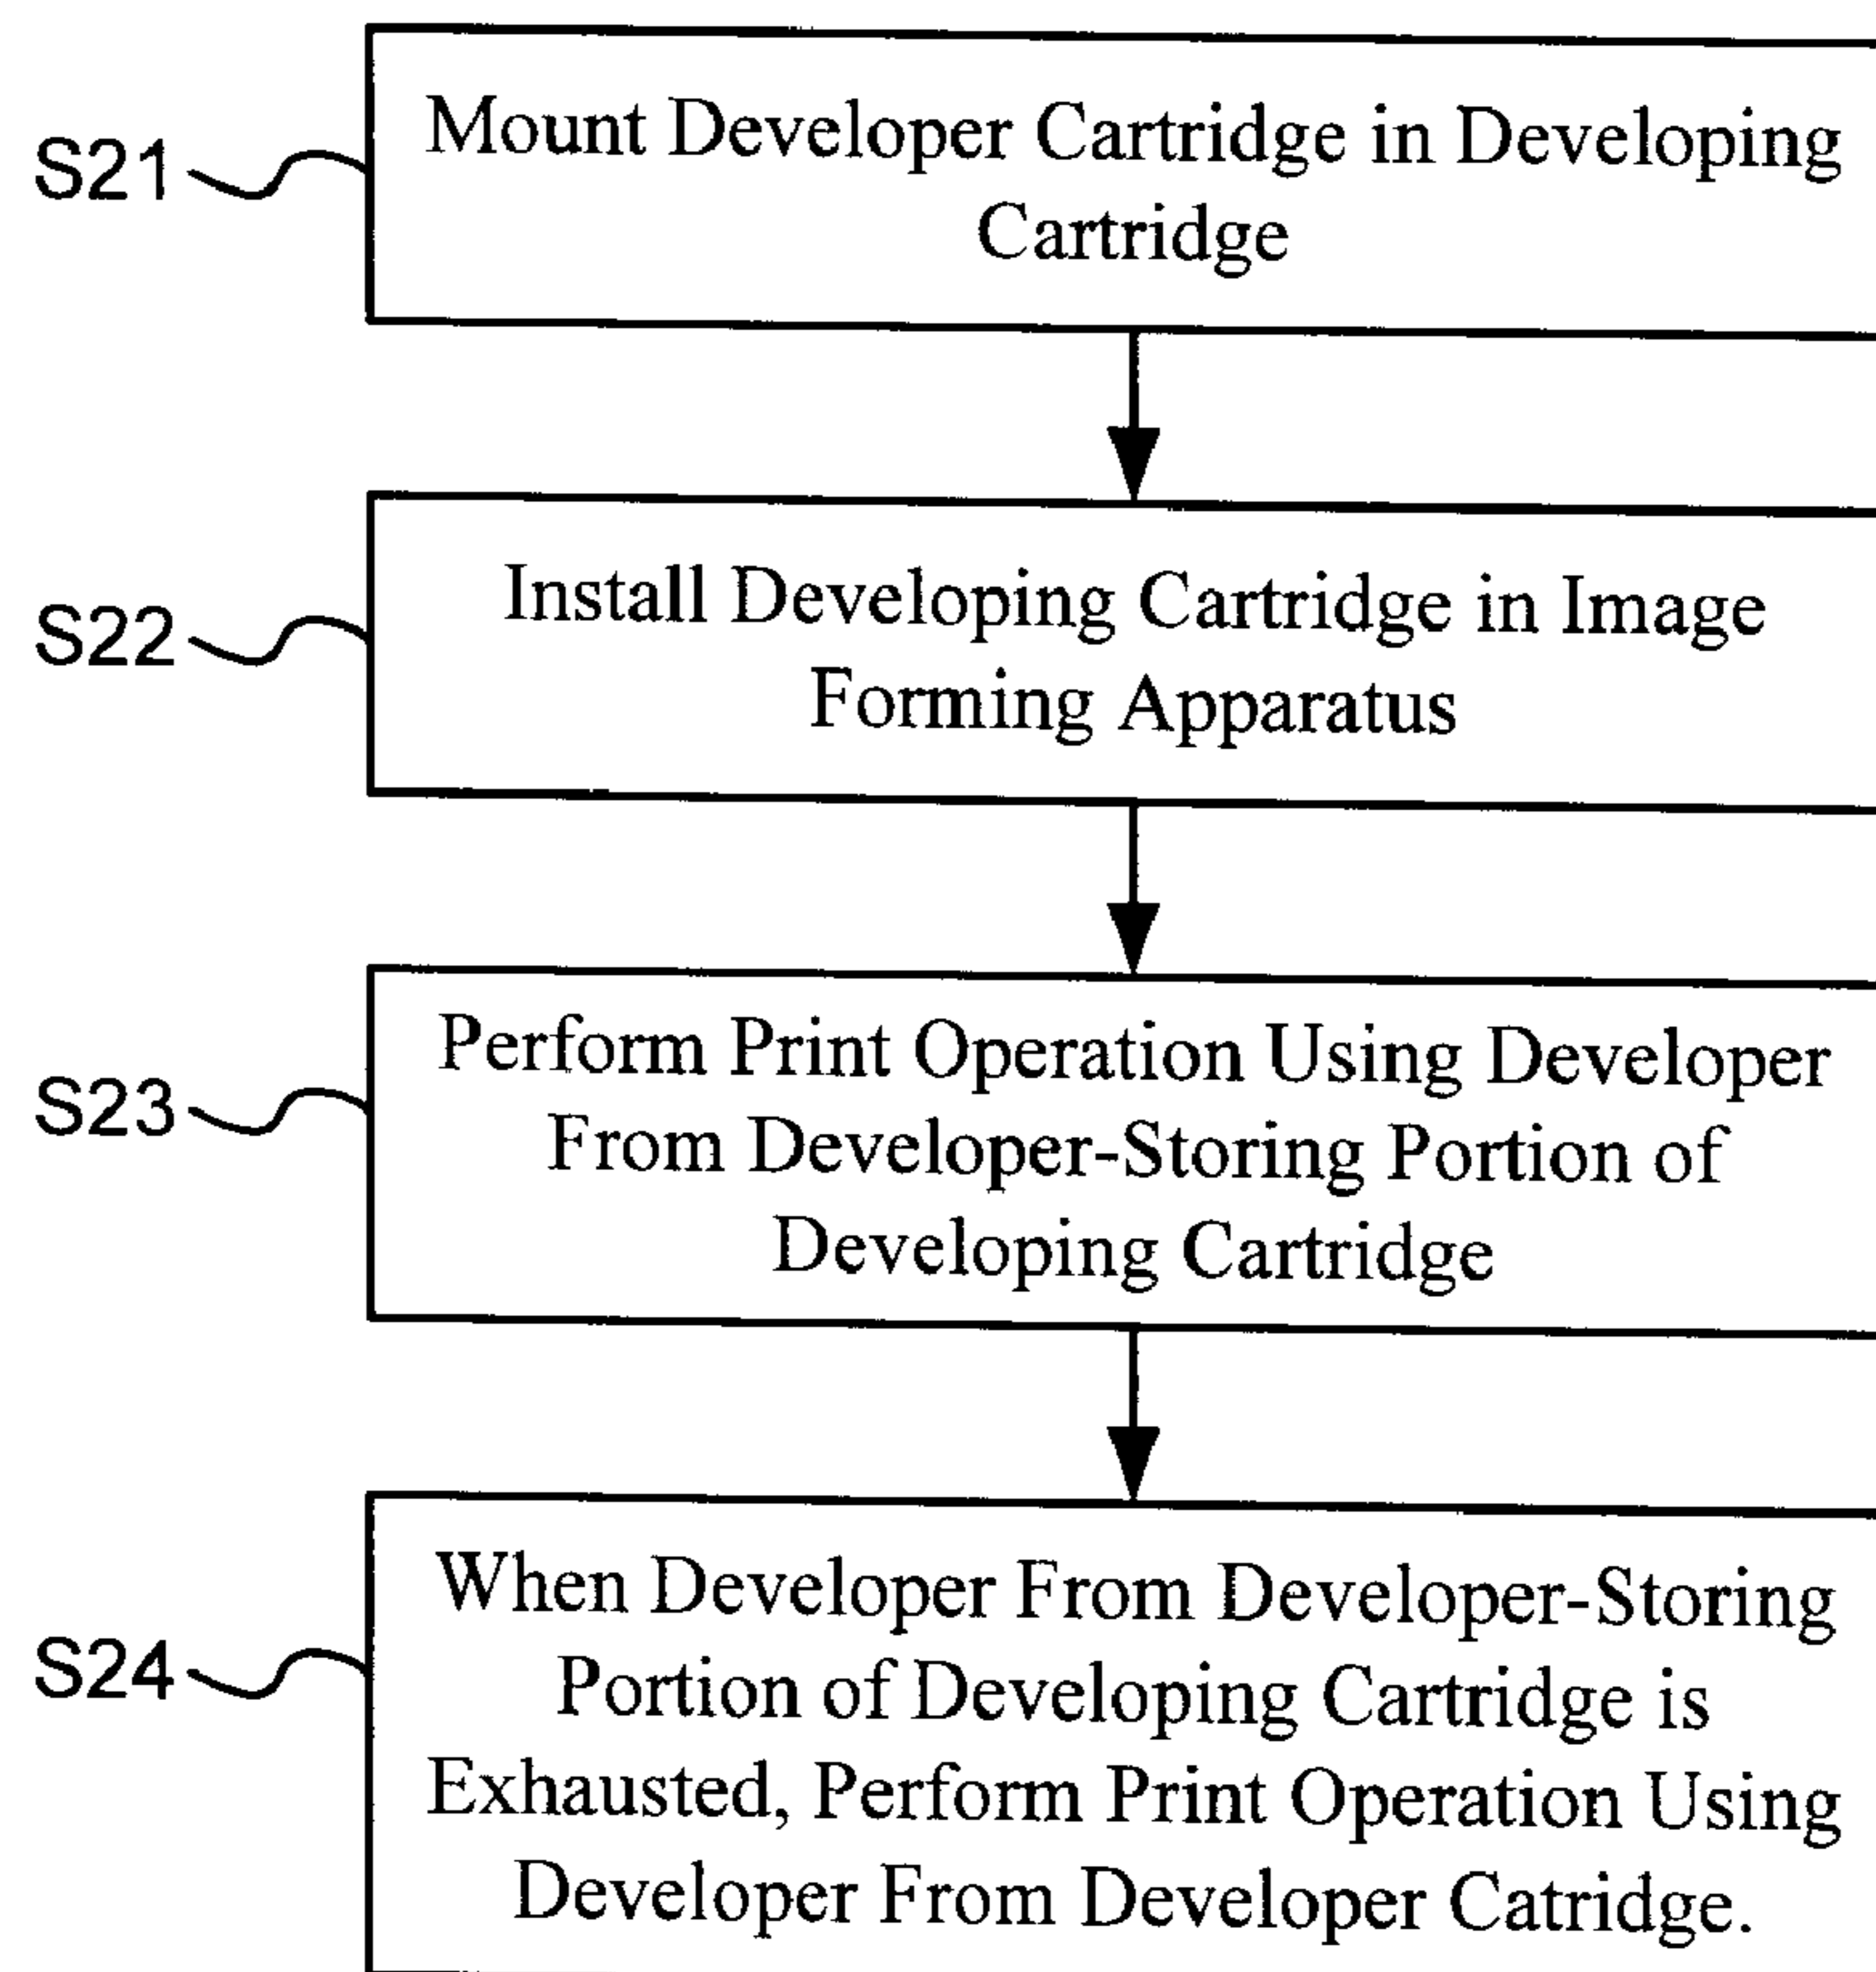 S21
Mount Developer Cartridge in Developing
Cartridge
S22
Install Developing Cartridge in Image
Forming Apparatus
S23
Perform Print Operation Using Developer
From Developer-Storing Portion of
Developing Cartridge
S24
When Developer From Developer-Storing
Portion of Developing Cartridge is
Exhausted, Perform Print Operation Using
Developer From Developer Catridge.